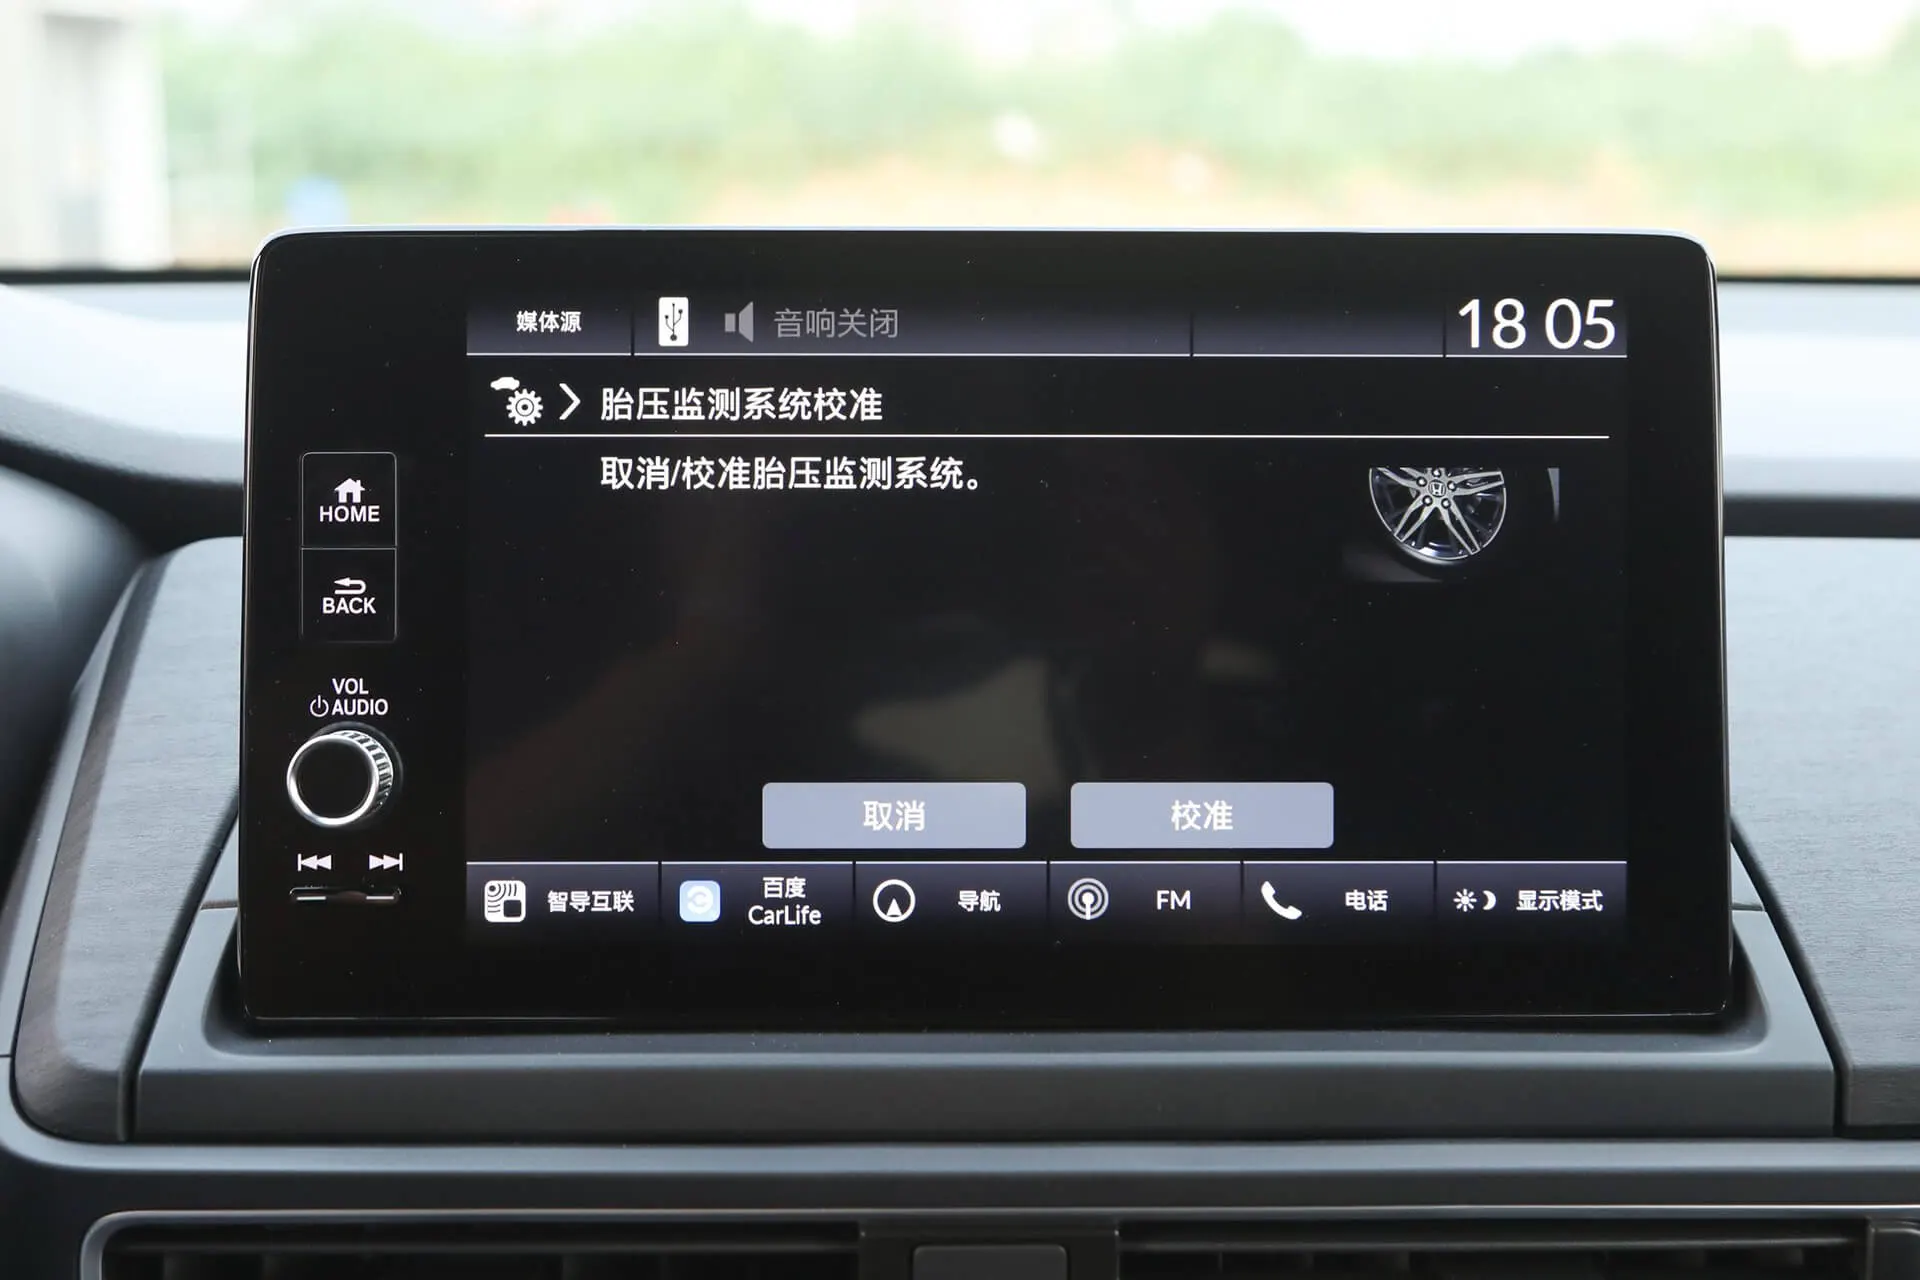 媒体源
音响关闭
18 05
胎压监测系统校准
取消/校准胎压监测系统。
HOME
BACK
VOL
AUDIO
取消
校准
智导互联
百度
CarLife
导航
FM
电话
显示模式